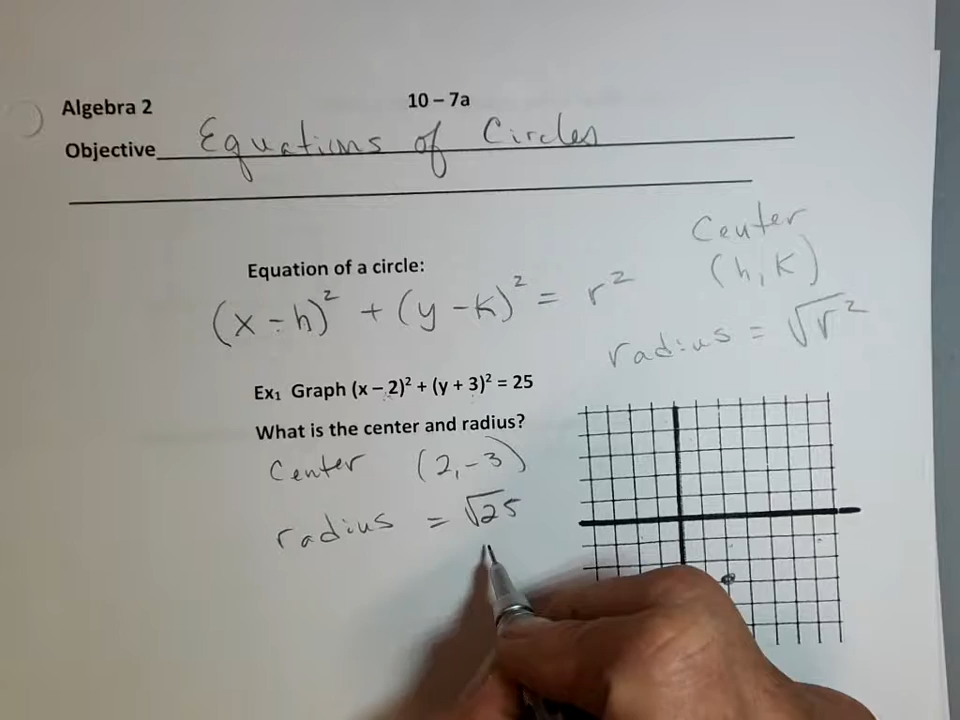 Algebra 2 10 – 7a
Objective Equations of Circles
Center
(h, k)
Equation of a circle:
(x - h)² + (y - k)² = r²
radius = √r²
Ex₁ Graph (x – 2)² + (y + 3)² = 25
What is the center and radius?
Center (2, -3)
radius = √25